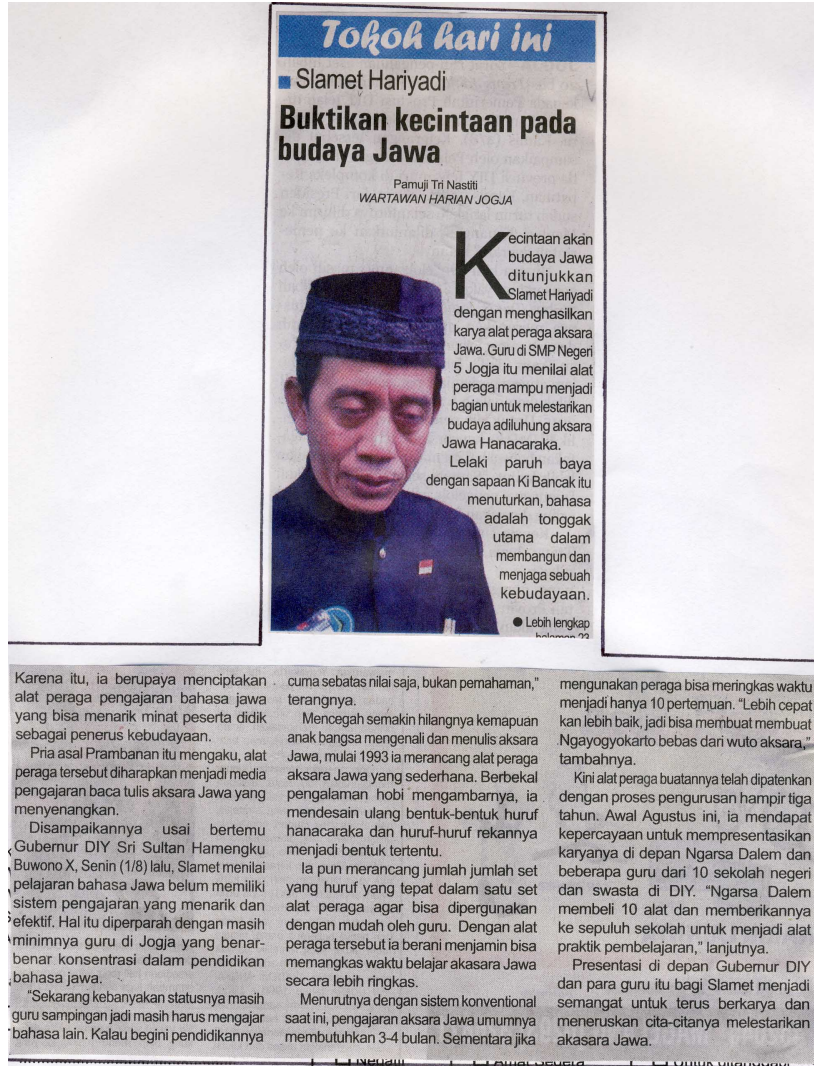 Tokoh hari ini
Slamet Hariyadi
Buktikan kecintaan pada
budaya Jawa
Pamuji Tri Nastiti
WARTAWAN HARIAN JOGJA
Kecintaan akan
budaya Jawa
ditunjukkan
Slamet Hariyadi
dengan menghasilkan
karya alat peraga aksara
Jawa. Guru di SMP Negeri
5 Jogja itu menilai alat
peraga mampu menjadi
bagian untuk melestarikan
budaya adiluhung aksara
Jawa Hanacaraka.
Lelaki paruh baya
dengan sapaan Ki Bancak itu
menuturkan, bahasa
adalah tonggak
utama dalam
membangun dan
menjaga sebuah
kebudayaan.
● Lebih lengkap
halaman 23
Karena itu, ia berupaya menciptakan
alat peraga pengajaran bahasa jawa
yang bisa menarik minat peserta didik
sebagai penerus kebudayaan.
Pria asal Prambanan itu mengaku, alat
peraga tersebut diharapkan menjadi media
pengajaran baca tulis aksara Jawa yang
menyenangkan.
Disampaikannya usai bertemu
Gubernur DIY Sri Sultan Hamengku
Buwono X, Senin (1/8) lalu, Slamet menilai
pelajaran bahasa Jawa belum memiliki
sistem pengajaran yang menarik dan
efektif. Hal itu diperparah dengan masih
minimnya guru di Jogja yang benar-
benar konsentrasi dalam pendidikan
bahasa jawa.
"Sekarang kebanyakan statusnya masih
guru sampingan jadi masih harus mengajar
bahasa lain. Kalau begini pendidikannya
cuma sebatas nilai saja, bukan pemahaman,"
terangnya.
Mencegah semakin hilangnya kemapuan
anak bangsa mengenali dan menulis aksara
Jawa, mulai 1993 ia merancang alat peraga
aksara Jawa yang sederhana. Berbekal
pengalaman hobi mengambarnya, ia
mendesain ulang bentuk-bentuk huruf
hanacaraka dan huruf-huruf rekannya
menjadi bentuk tertentu.
Ia pun merancang jumlah jumlah set
yang huruf yang tepat dalam satu set
alat peraga agar bisa dipergunakan
dengan mudah oleh guru. Dengan alat
peraga tersebut ia berani menjamin bisa
memangkas waktu belajar akasara Jawa
secara lebih ringkas.
Menurutnya dengan sistem konventional
saat ini, pengajaran aksara Jawa umumnya
membutuhkan 3-4 bulan. Sementara jika
mengunakan peraga bisa meringkas waktu
menjadi hanya 10 pertemuan. "Lebih cepat
kan lebih baik, jadi bisa membuat membuat
Ngayogyokarto bebas dari wuto aksara,"
tambahnya.
Kini alat peraga buatannya telah dipatenkan
dengan proses pengurusan hampir tiga
tahun. Awal Agustus ini, ia mendapat
kepercayaan untuk mempresentasikan
karyanya di depan Ngarsa Dalem dan
beberapa guru dari 10 sekolah negeri
dan swasta di DIY. "Ngarsa Dalem
membeli 10 alat dan memberikannya
ke sepuluh sekolah untuk menjadi alat
praktik pembelajaran," lanjutnya.
Presentasi di depan Gubernur DIY
dan para guru itu bagi Slamet menjadi
semangat untuk terus berkarya dan
meneruskan cita-citanya melestarikan
akasara Jawa.